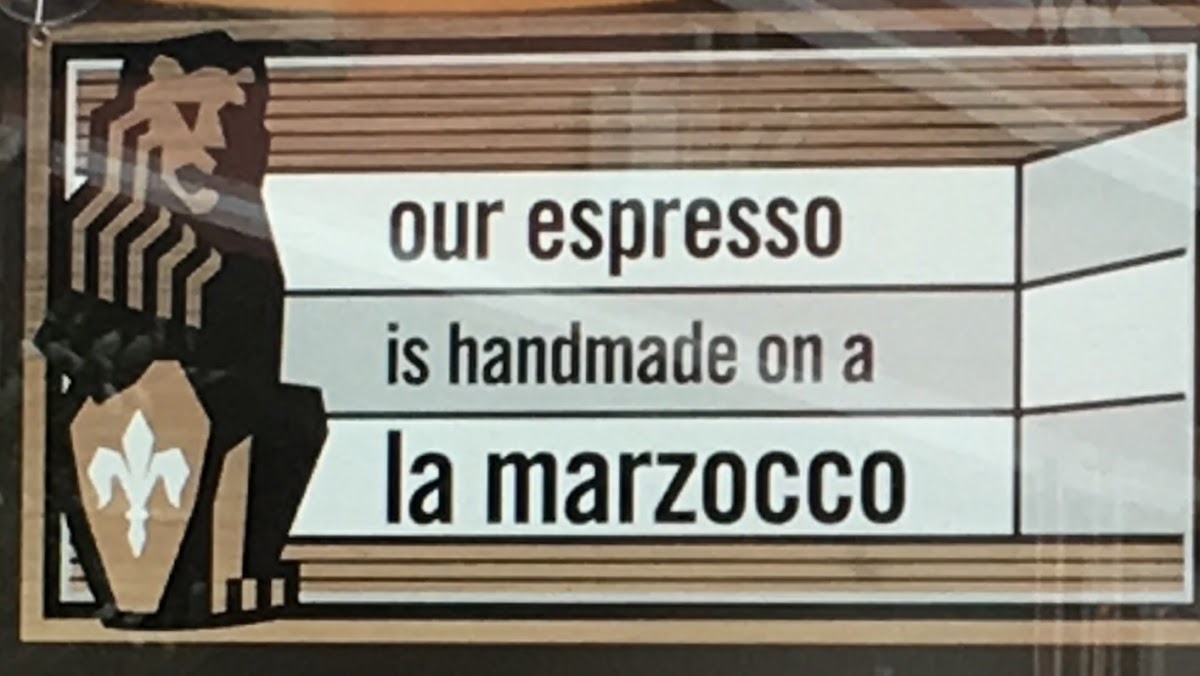 our espresso
is handmade on a
la marzocco